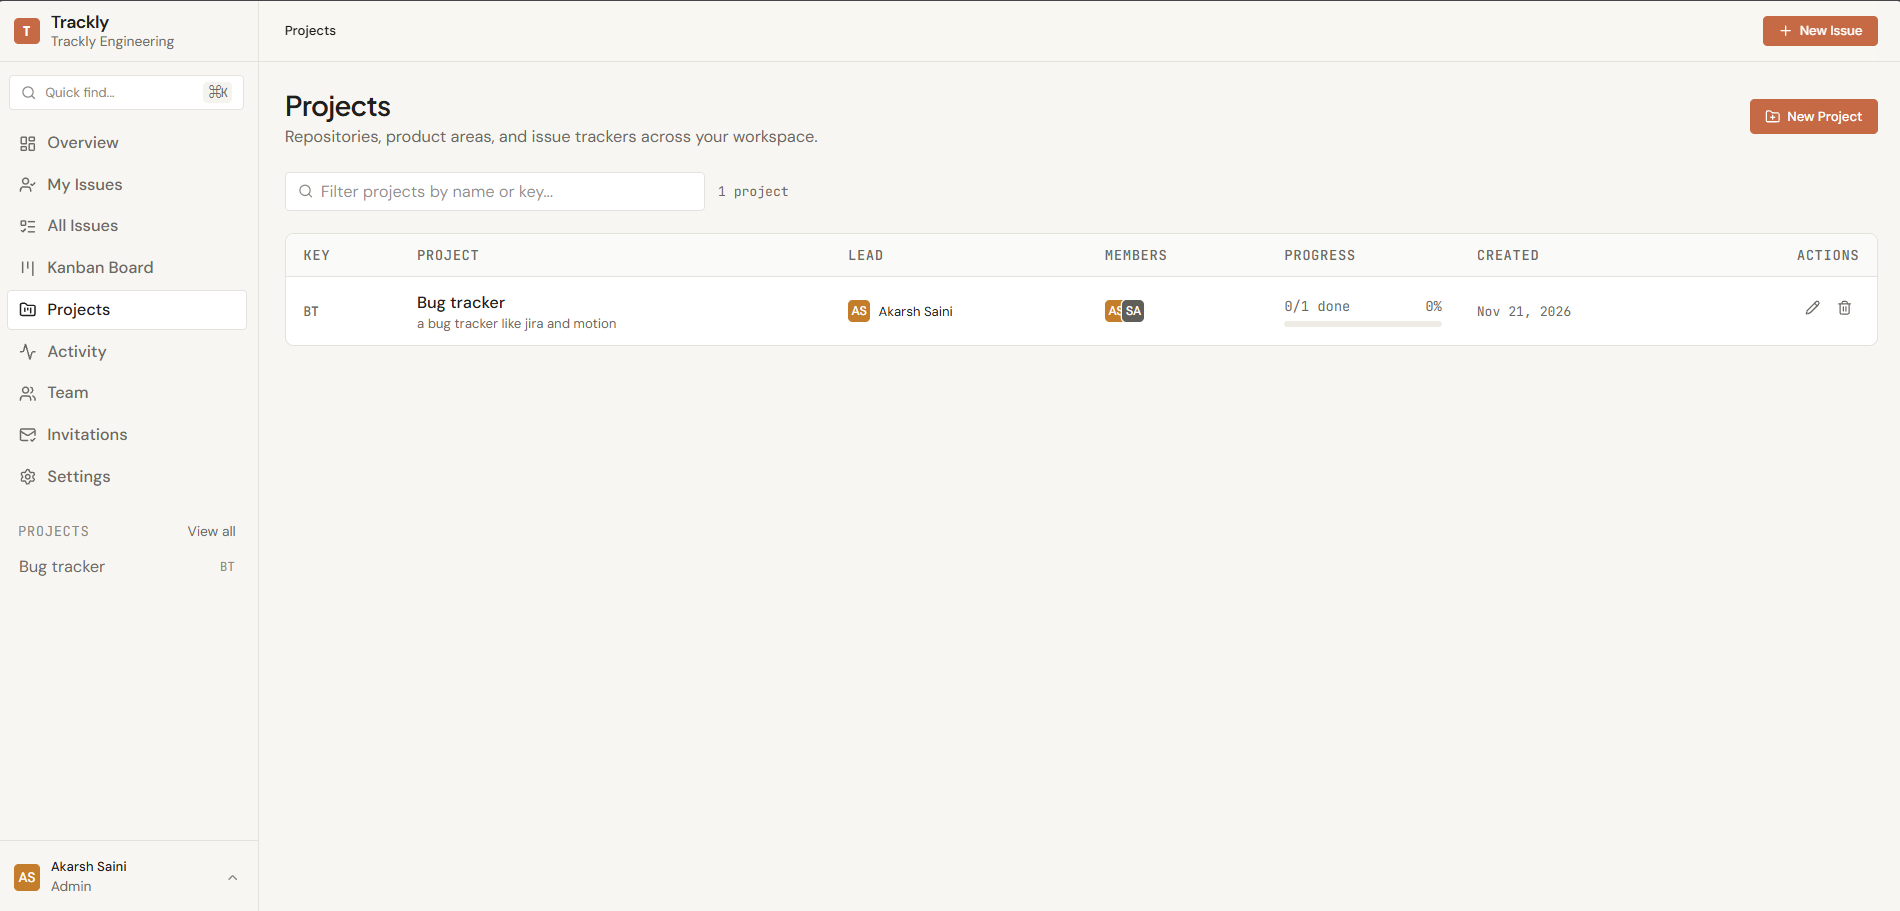 T
Trackly
Trackly Engineering
Quick find...
⌘K
Overview
My Issues
All Issues
Kanban Board
Projects
Activity
Team
Invitations
Settings
PROJECTS
View all
Bug tracker
BT
AS
Akarsh Saini
Admin
Projects
+ New Issue
Projects
Repositories, product areas, and issue trackers across your workspace.
New Project
Filter projects by name or key...
1 project
KEY PROJECT LEAD MEMBERS PROGRESS CREATED ACTIONS
BT
Bug tracker
a bug tracker like jira and motion
AS Akarsh Saini
AS SA
0/1 done 0%
Nov 21, 2026